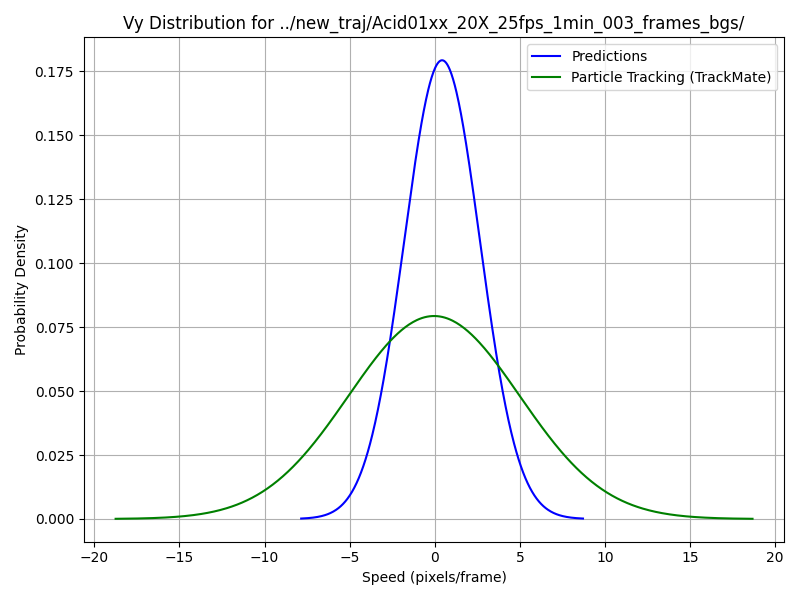 Vy Distribution for ../new_traj/Acid01xx_20X_25fps_1min_003_frames_bgs/
Predictions
Particle Tracking (TrackMate)
Probability Density
0.175
0.150
0.125
0.100
0.075
0.050
0.025
0.000
−20 −15 −10 −5 0 5 10 15 20
Speed (pixels/frame)